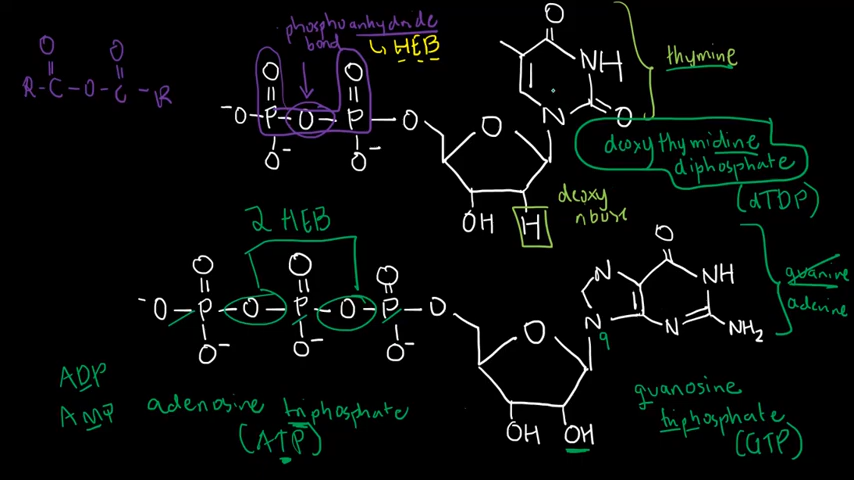 phosphoanhydride
bond
↳ HEB
thymine
deoxythymidine
diphosphate
(dTDP)
deoxy
ribose
O O
R-C-O-C-R
O O
⁻O-P-O-P-O
O⁻ O⁻
O
NH
N
O
O
OH H
2 HEB
O O O
⁻O-P-O-P-O-P-O
O⁻ O⁻ O⁻
O
N
NH
N
9
N
NH₂
O
OH OH
guanine
adenine
ADP
AMP
adenosine triphosphate
(ATP)
guanosine
triphosphate
(GTP)